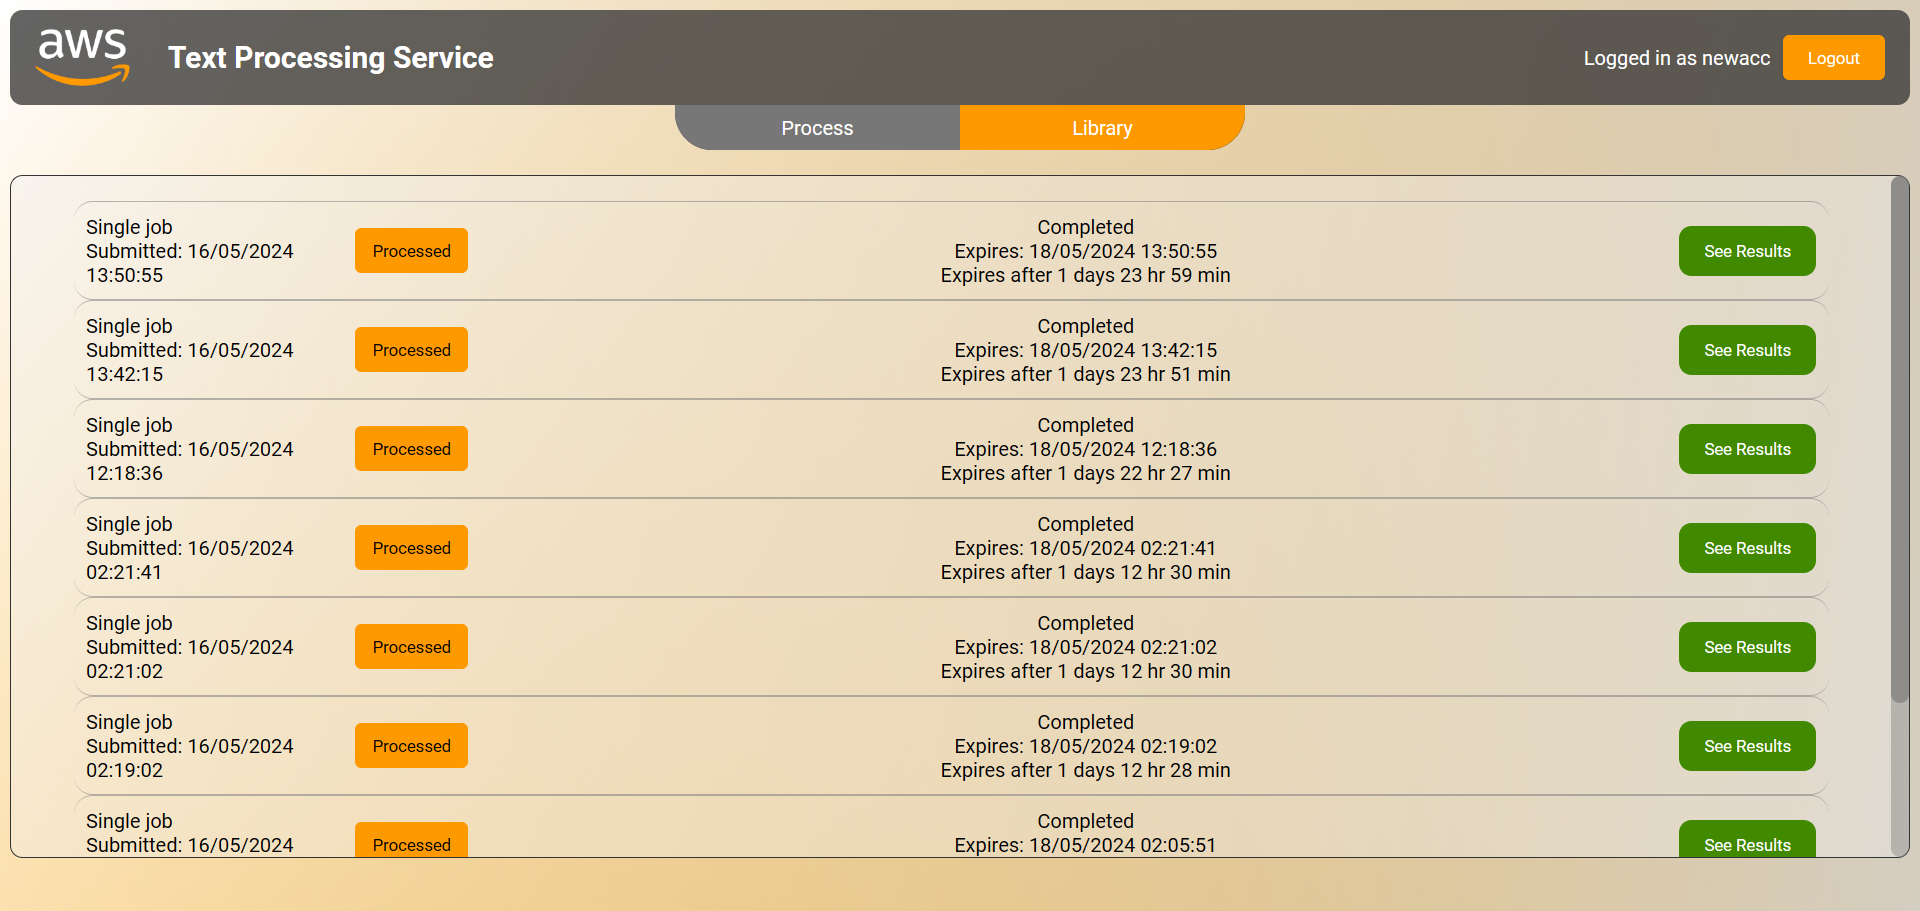 aws
Text Processing Service
Logged in as newacc
Logout
Process
Library
Single job
Submitted: 16/05/2024
13:50:55
Processed
Completed
Expires: 18/05/2024 13:50:55
Expires after 1 days 23 hr 59 min
See Results
Single job
Submitted: 16/05/2024
13:42:15
Processed
Completed
Expires: 18/05/2024 13:42:15
Expires after 1 days 23 hr 51 min
See Results
Single job
Submitted: 16/05/2024
12:18:36
Processed
Completed
Expires: 18/05/2024 12:18:36
Expires after 1 days 22 hr 27 min
See Results
Single job
Submitted: 16/05/2024
02:21:41
Processed
Completed
Expires: 18/05/2024 02:21:41
Expires after 1 days 12 hr 30 min
See Results
Single job
Submitted: 16/05/2024
02:21:02
Processed
Completed
Expires: 18/05/2024 02:21:02
Expires after 1 days 12 hr 30 min
See Results
Single job
Submitted: 16/05/2024
02:19:02
Processed
Completed
Expires: 18/05/2024 02:19:02
Expires after 1 days 12 hr 28 min
See Results
Single job
Submitted: 16/05/2024
Processed
Completed
Expires: 18/05/2024 02:05:51
See Results